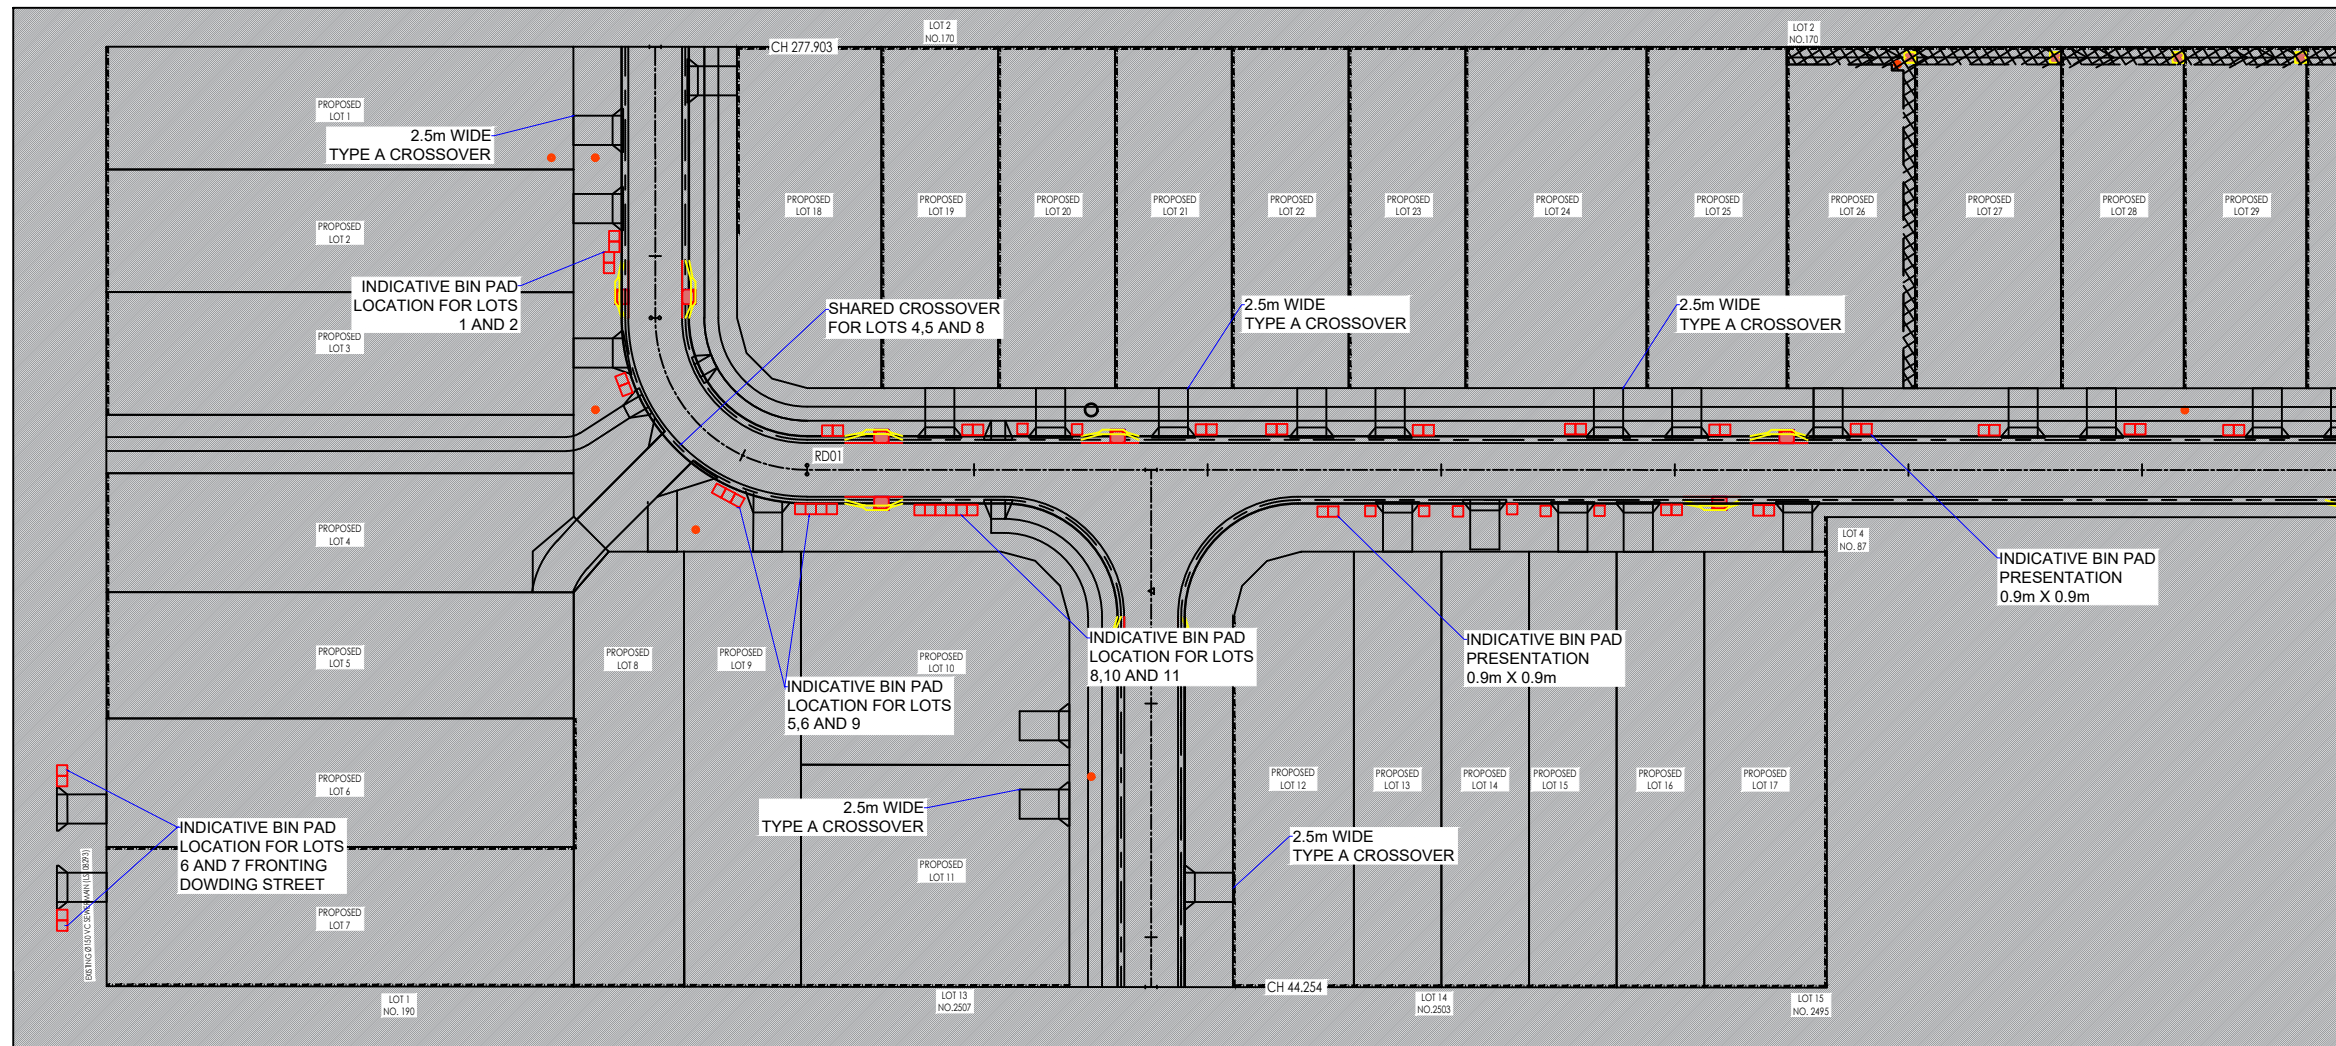 LOT 2
NO.170
LOT 2
NO.170
CH 277.903
PROPOSED
LOT 1
2.5m WIDE
TYPE A CROSSOVER
PROPOSED
LOT 2
PROPOSED
LOT 18
PROPOSED
LOT 19
PROPOSED
LOT 20
PROPOSED
LOT 21
PROPOSED
LOT 22
PROPOSED
LOT 23
PROPOSED
LOT 24
PROPOSED
LOT 25
PROPOSED
LOT 26
PROPOSED
LOT 27
PROPOSED
LOT 28
PROPOSED
LOT 29
INDICATIVE BIN PAD
LOCATION FOR LOTS
1 AND 2
PROPOSED
LOT 3
SHARED CROSSOVER
FOR LOTS 4,5 AND 8
2.5m WIDE
TYPE A CROSSOVER
2.5m WIDE
TYPE A CROSSOVER
RD01
PROPOSED
LOT 4
LOT 4
NO. 87
INDICATIVE BIN PAD
PRESENTATION
0.9m X 0.9m
PROPOSED
LOT 5
PROPOSED
LOT 8
PROPOSED
LOT 9
PROPOSED
LOT 10
INDICATIVE BIN PAD
LOCATION FOR LOTS
8,10 AND 11
INDICATIVE BIN PAD
PRESENTATION
0.9m X 0.9m
INDICATIVE BIN PAD
LOCATION FOR LOTS
5,6 AND 9
PROPOSED
LOT 6
PROPOSED
LOT 12
PROPOSED
LOT 13
PROPOSED
LOT 14
PROPOSED
LOT 15
PROPOSED
LOT 16
PROPOSED
LOT 17
2.5m WIDE
TYPE A CROSSOVER
INDICATIVE BIN PAD
LOCATION FOR LOTS
6 AND 7 FRONTING
DOWDING STREET
2.5m WIDE
TYPE A CROSSOVER
PROPOSED
LOT 11
PROPOSED
LOT 7
EXISTING Ø150 VC SEWER MAIN
CH 44.254
LOT 1
NO. 190
LOT 13
NO.2507
LOT 14
NO.2503
LOT 15
NO. 2495